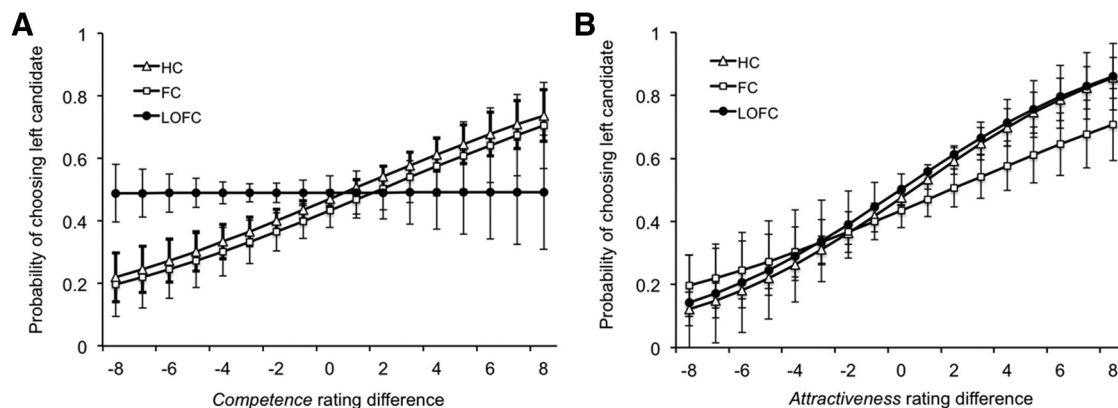 A
Probability of choosing left candidate
1
0.8
0.6
0.4
0.2
0
HC
FC
LOFC
-8 -6 -4 -2 0 2 4 6 8
Competence rating difference
B
Probability of choosing left candidate
1
0.8
0.6
0.4
0.2
0
HC
FC
LOFC
-8 -6 -4 -2 0 2 4 6 8
Attractiveness rating difference